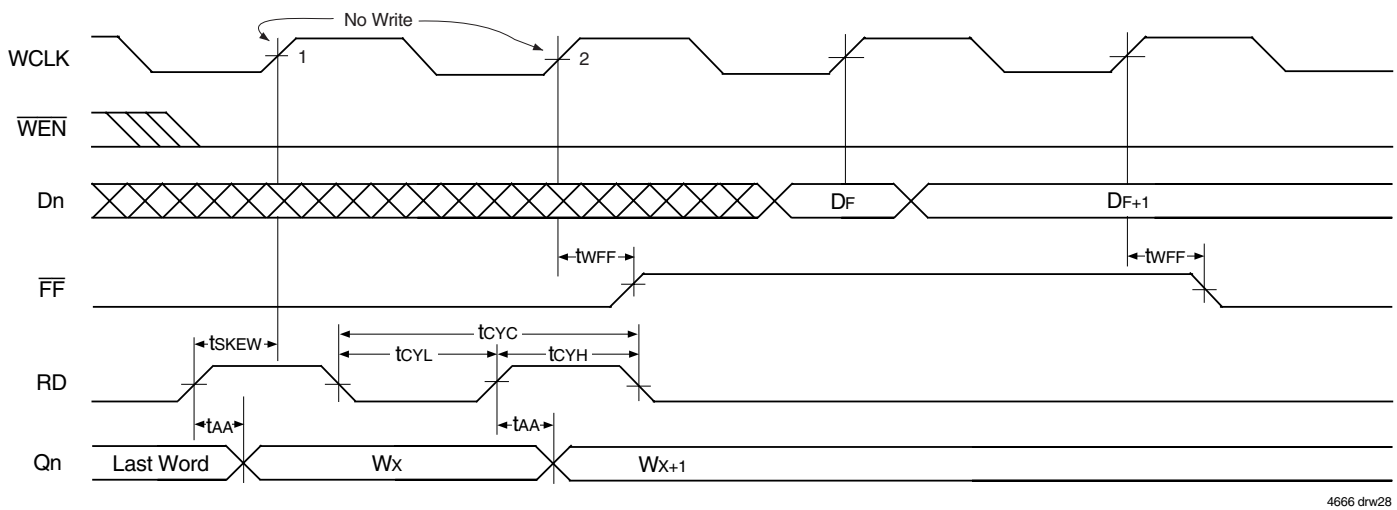 No Write
WCLK 1 2
WEN
Dn DF DF+1
tWFF tWFF
FF
tCYC
tSKEW tCYL tCYH
RD
tAA tAA
Qn Last Word WX WX+1
4666 drw28